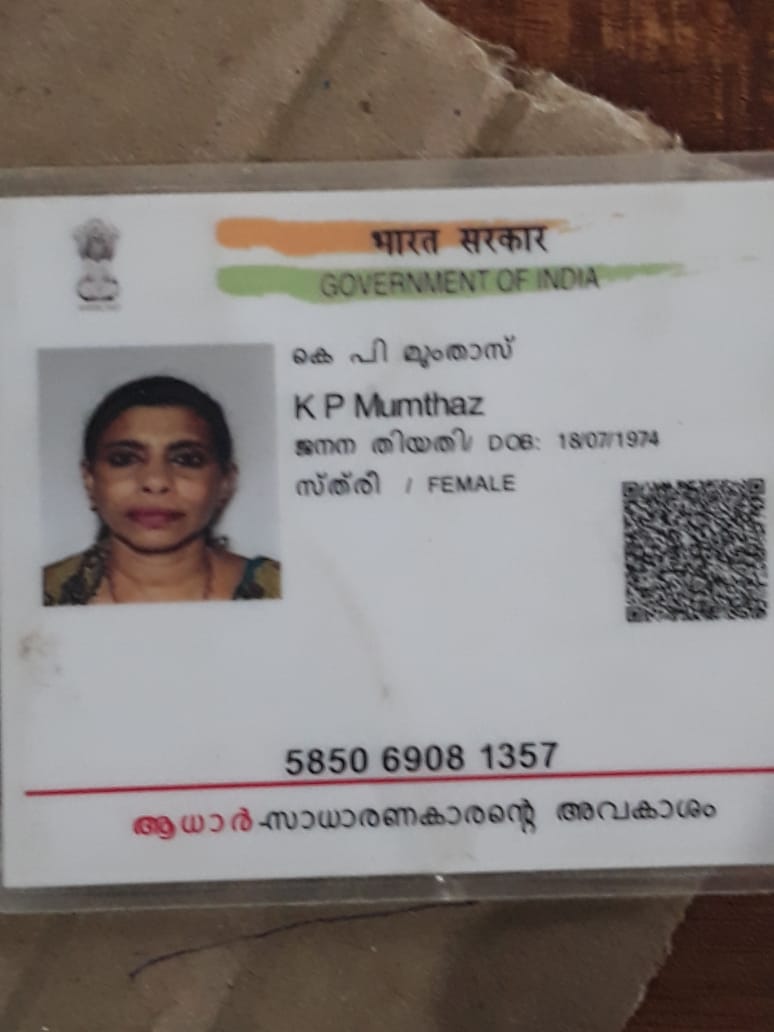 भारत सरकार
GOVERNMENT OF INDIA
കെ പി മുംതാസ്
K P Mumthaz
ജനന തിയതി/ DOB: 18/07/1974
സ്ത്രീ / FEMALE
5850 6908 1357
ആധാർ-സാധാരണകാരന്റെ അവകാശം